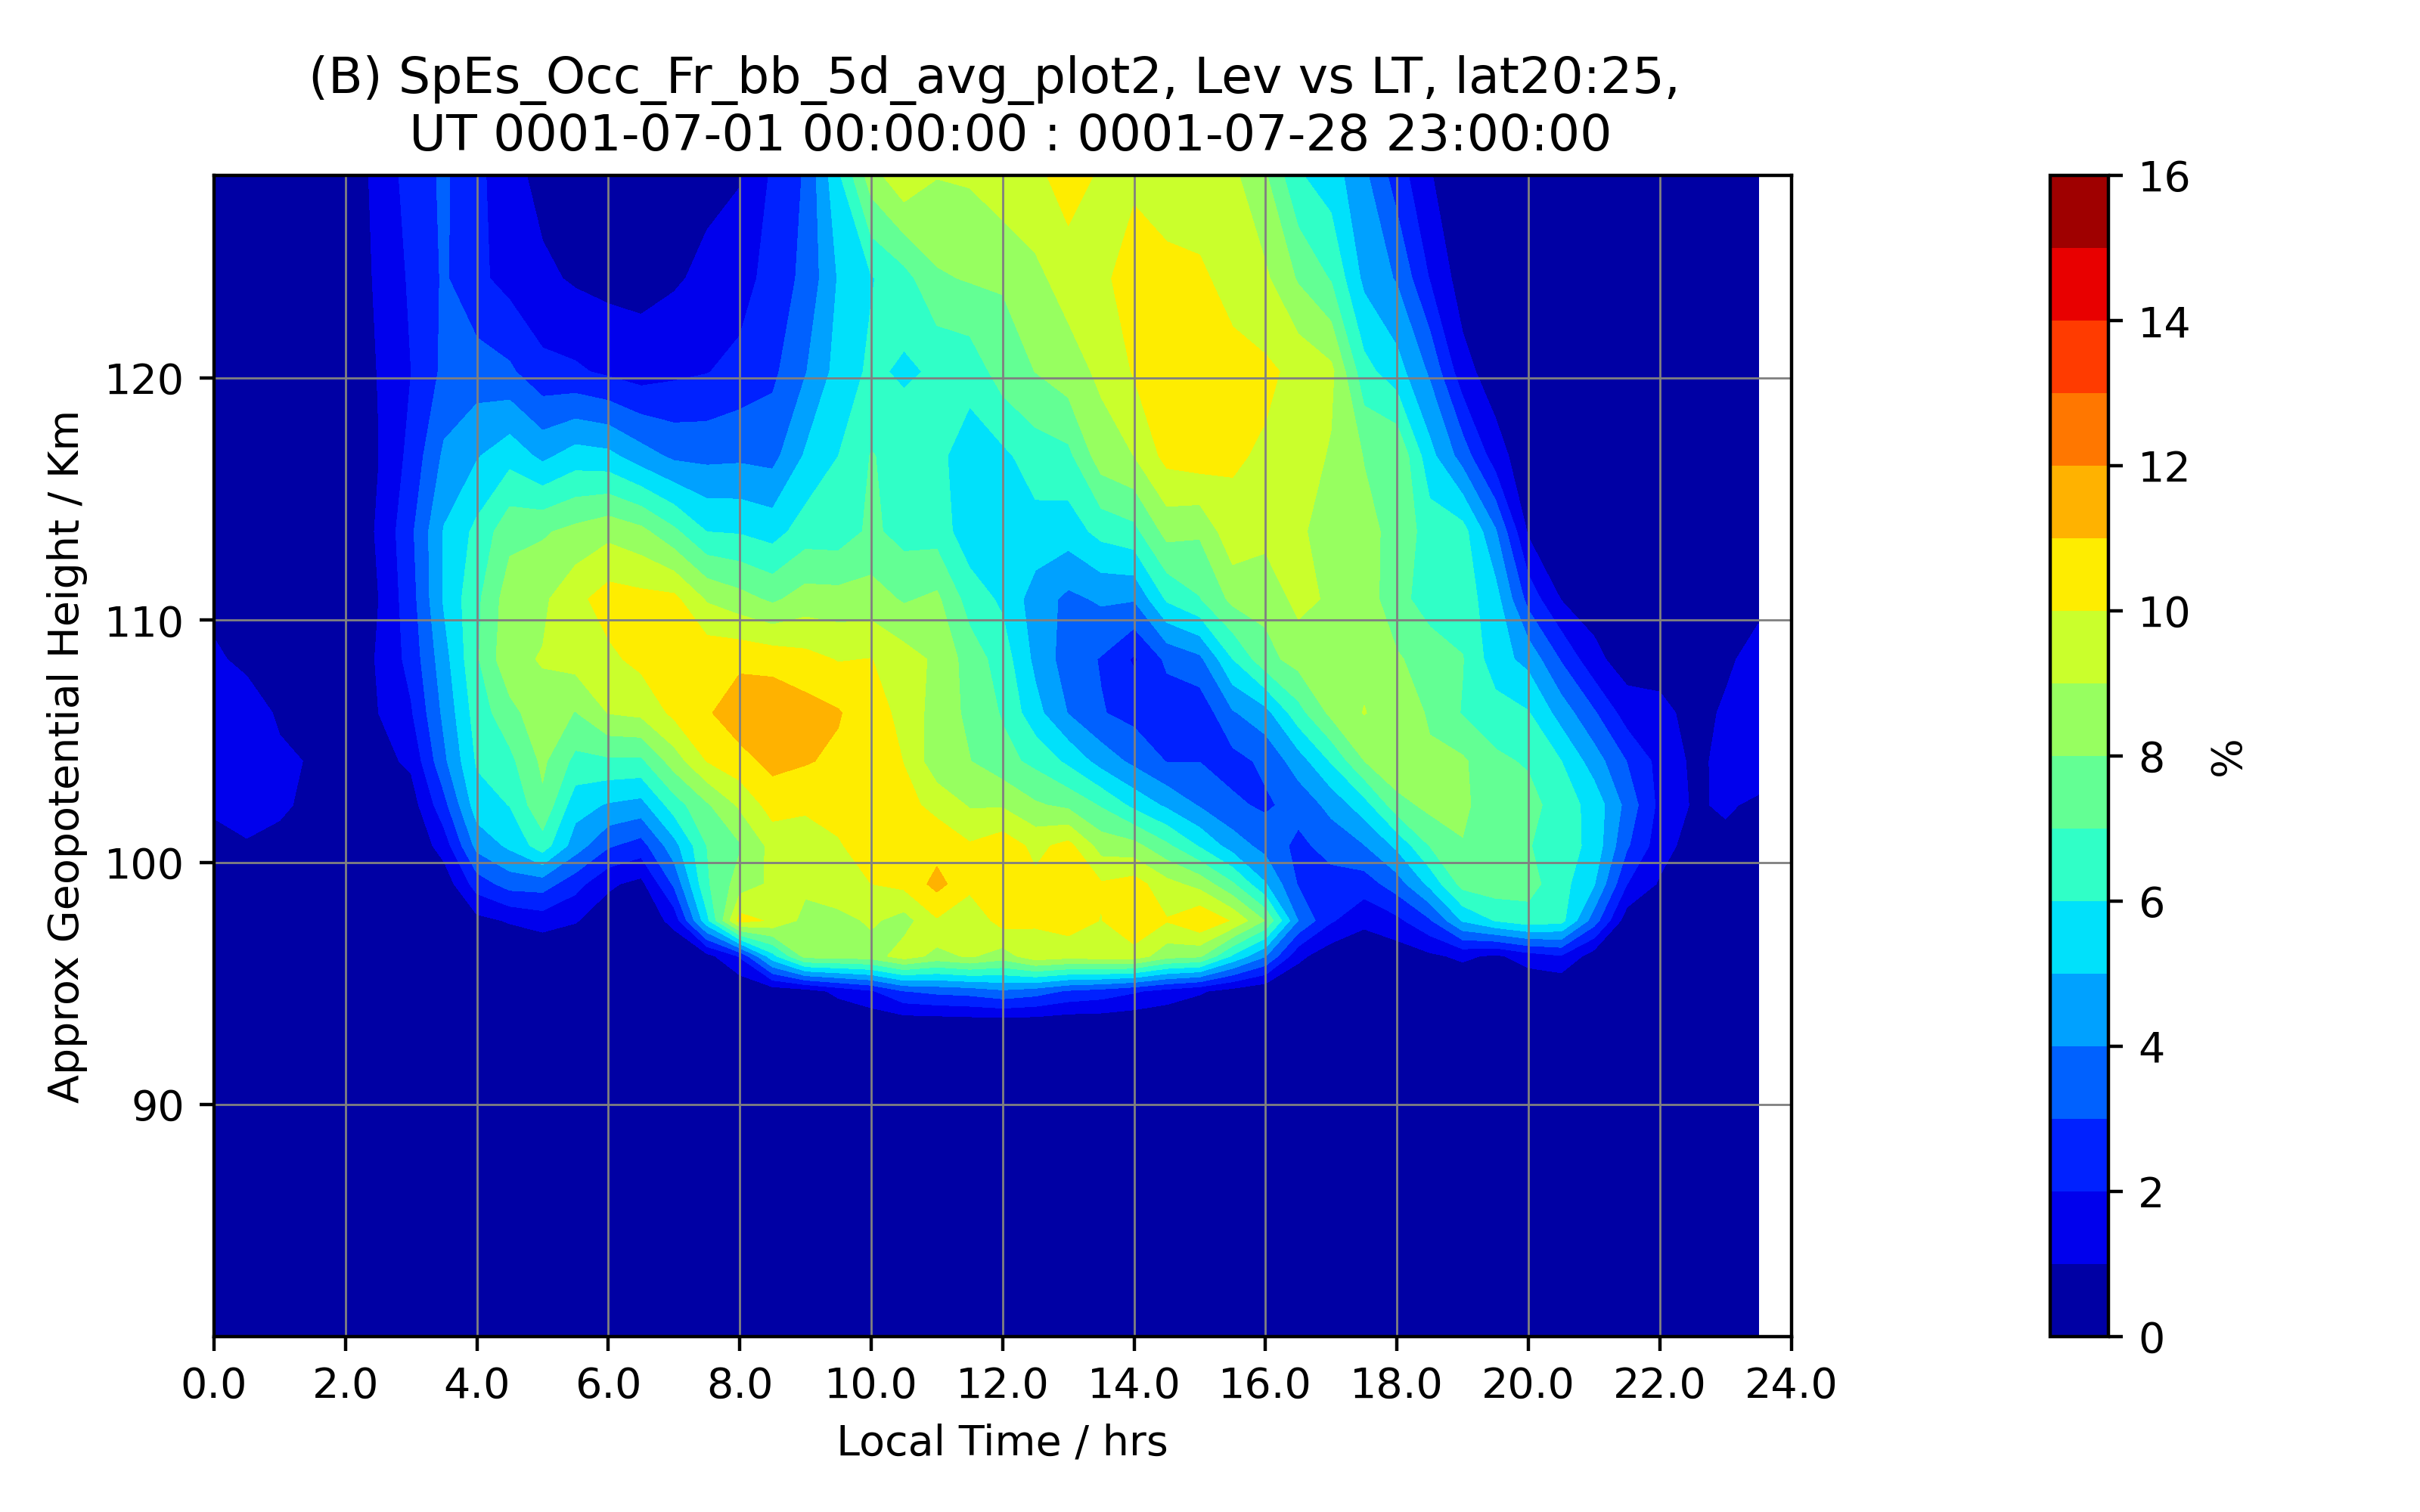 (B) SpEs_Occ_Fr_bb_5d_avg_plot2, Lev vs LT, lat20:25,
UT 0001-07-01 00:00:00 : 0001-07-28 23:00:00
Approx Geopotential Height / Km
120
110
100
90
0.0 2.0 4.0 6.0 8.0 10.0 12.0 14.0 16.0 18.0 20.0 22.0 24.0
Local Time / hrs
16
14
12
10
8
6
4
2
0
%